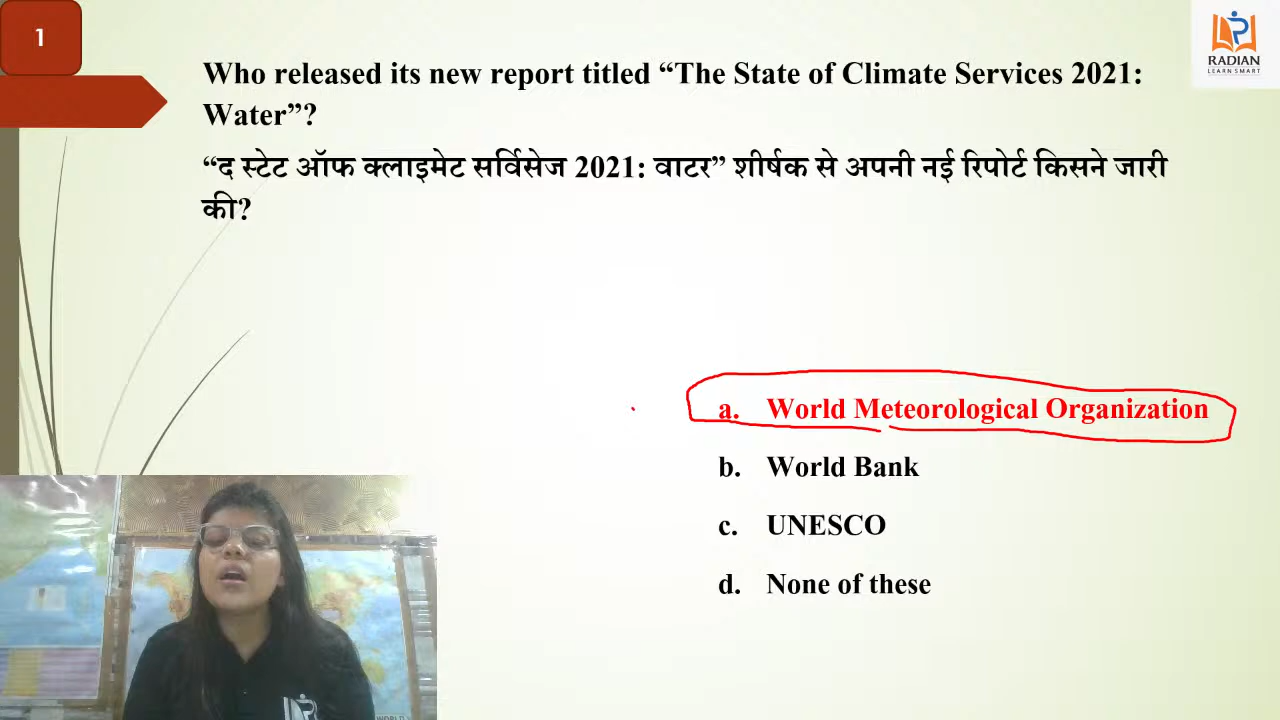 1
RADIAN
LEARN SMART
Who released its new report titled “The State of Climate Services 2021:
Water”?
“द स्टेट ऑफ क्लाइमेट सर्विसेज 2021: वाटर” शीर्षक से अपनी नई रिपोर्ट किसने जारी
की?
a. World Meteorological Organization
b. World Bank
c. UNESCO
d. None of these
WORLD